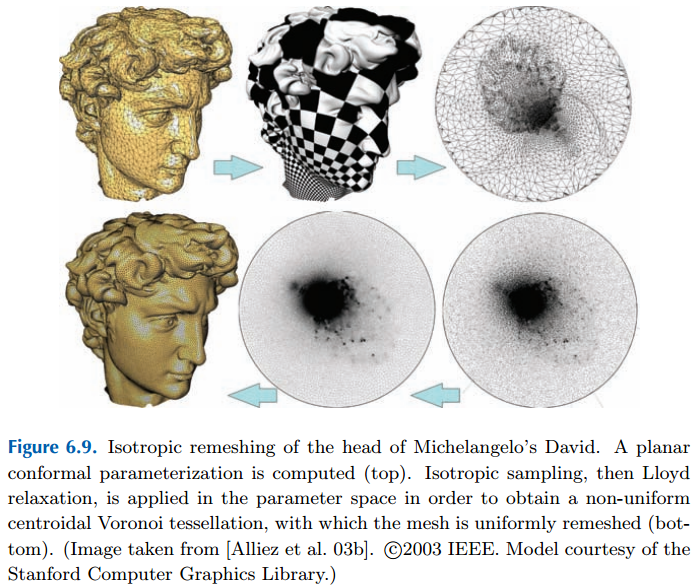 Figure 6.9. Isotropic remeshing of the head of Michelangelo's David. A planar
conformal parameterization is computed (top). Isotropic sampling, then Lloyd
relaxation, is applied in the parameter space in order to obtain a non-uniform
centroidal Voronoi tessellation, with which the mesh is uniformly remeshed (bot-
tom). (Image taken from [Alliez et al. 03b]. ©2003 IEEE. Model courtesy of the
Stanford Computer Graphics Library.)